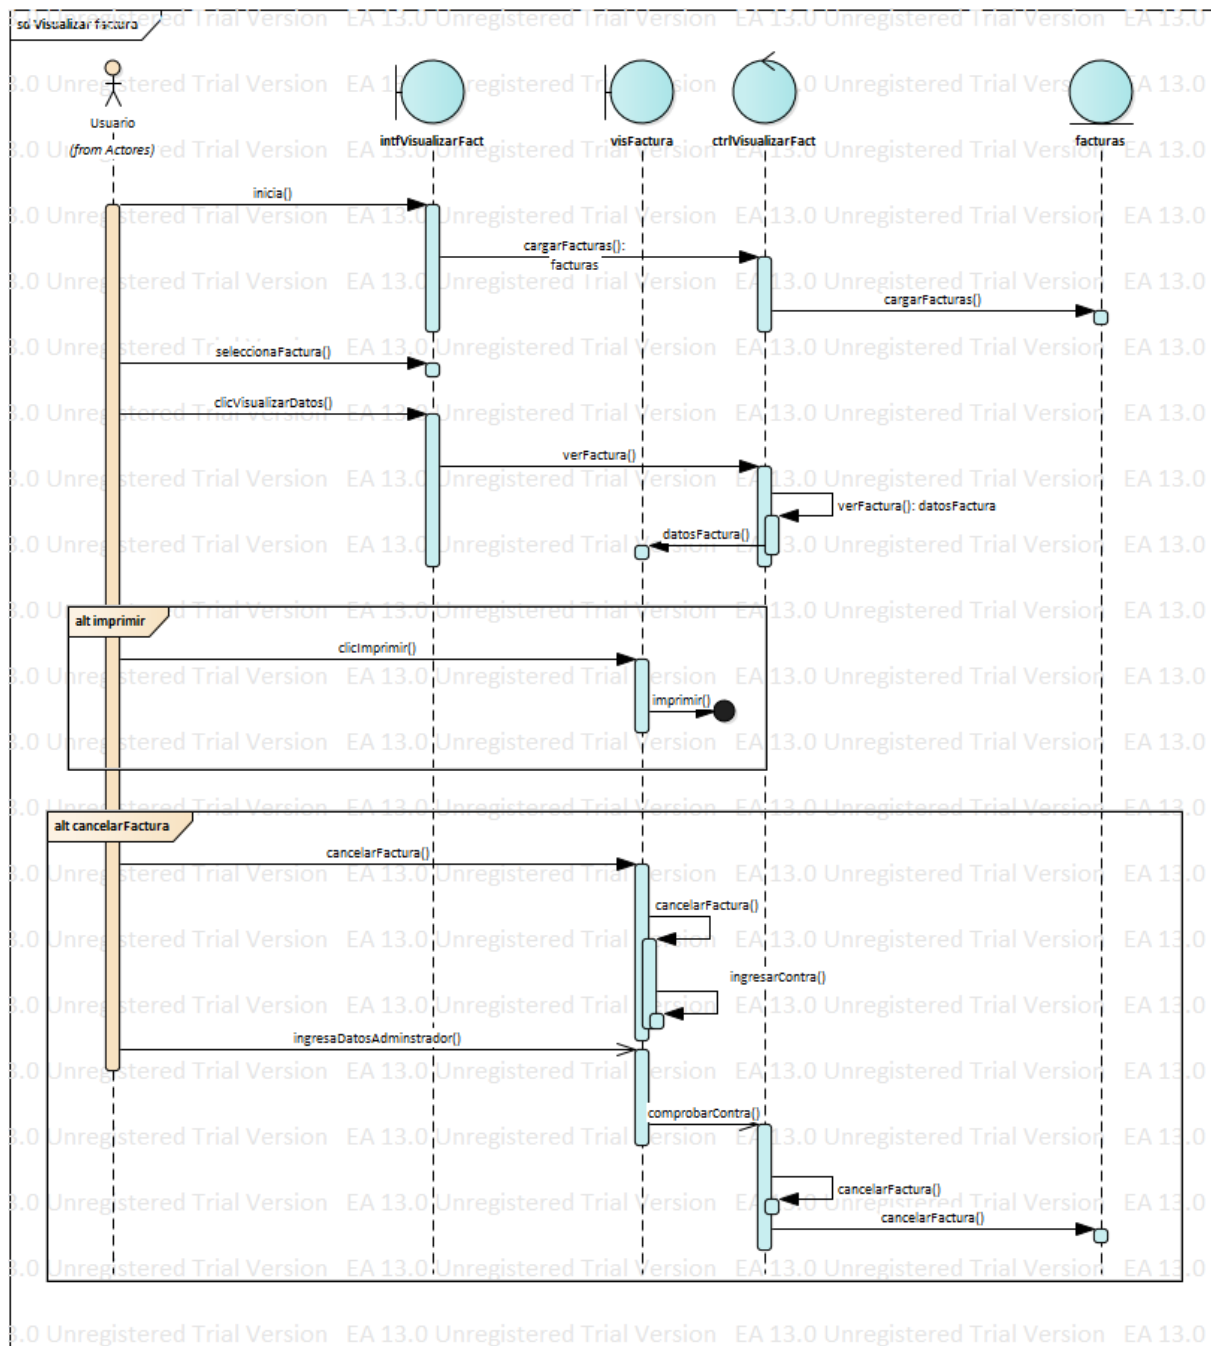 sd Visualizar factura
Usuario
(from Actores)
intfVisualizarFact
visFactura
ctrlVisualizarFact
facturas
inicia()
cargarFacturas():
facturas
cargarFacturas()
seleccionaFactura()
clicVisualizarDatos()
verFactura()
verFactura(): datosFactura
datosFactura()
alt imprimir
clicImprimir()
imprimir()
alt cancelarFactura
cancelarFactura()
cancelarFactura()
ingresarContra()
ingresaDatosAdminstrador()
comprobarContra()
cancelarFactura()
cancelarFactura()
EA 13.0 Unregistered Trial Version